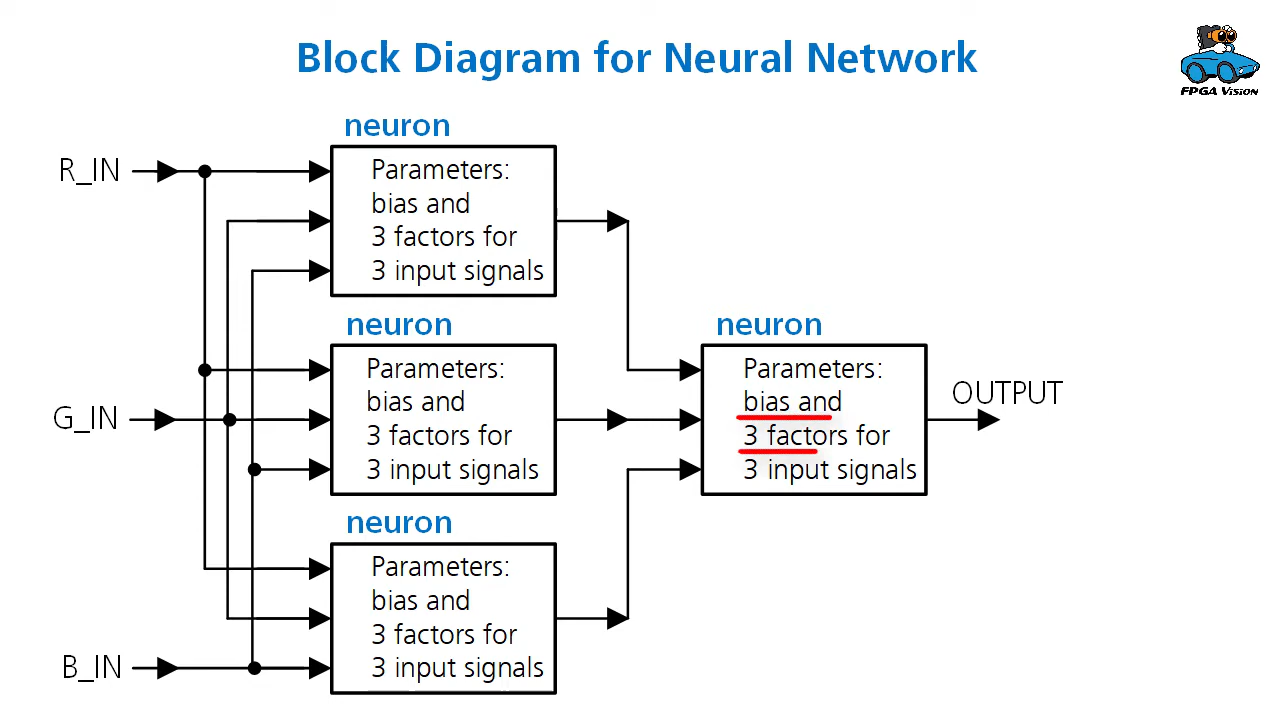 Block Diagram for Neural Network
FPGA Vision
neuron
R_IN
Parameters:
bias and
3 factors for
3 input signals
neuron
G_IN
Parameters:
bias and
3 factors for
3 input signals
neuron
B_IN
Parameters:
bias and
3 factors for
3 input signals
neuron
Parameters:
bias and
3 factors for
3 input signals
OUTPUT